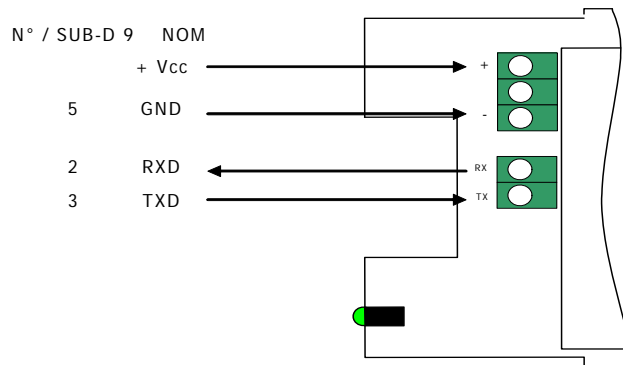 N° / SUB-D 9 NOM
+ Vcc +
5 GND -
2 RXD RX
3 TXD TX